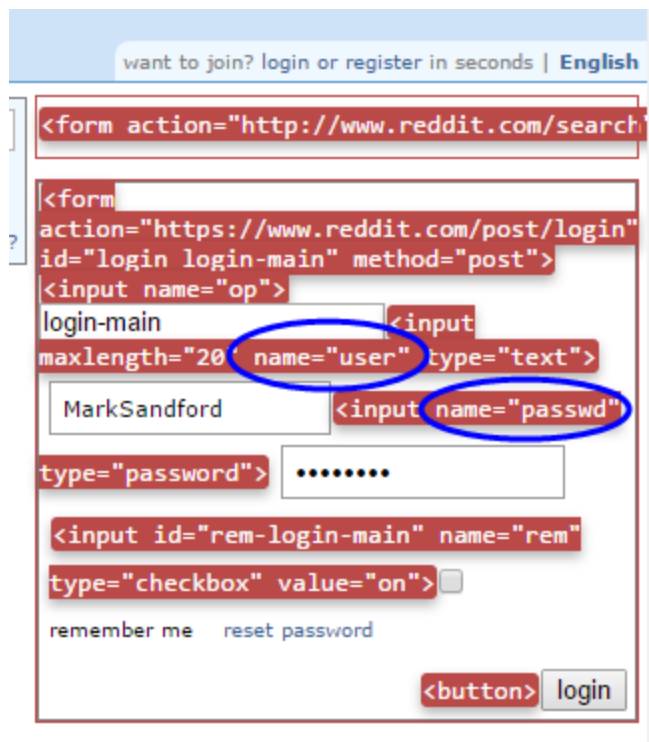 want to join? login or register in seconds | English
<form action="http://www.reddit.com/search"
<form
action="https://www.reddit.com/post/login"
?
id="login login-main" method="post">
<input name="op">
login-main <input
maxlength="20" name="user" type="text">
MarkSandford <input name="passwd"
type="password"> ••••••••
<input id="rem-login-main" name="rem"
type="checkbox" value="on">
remember me reset password
<button> login